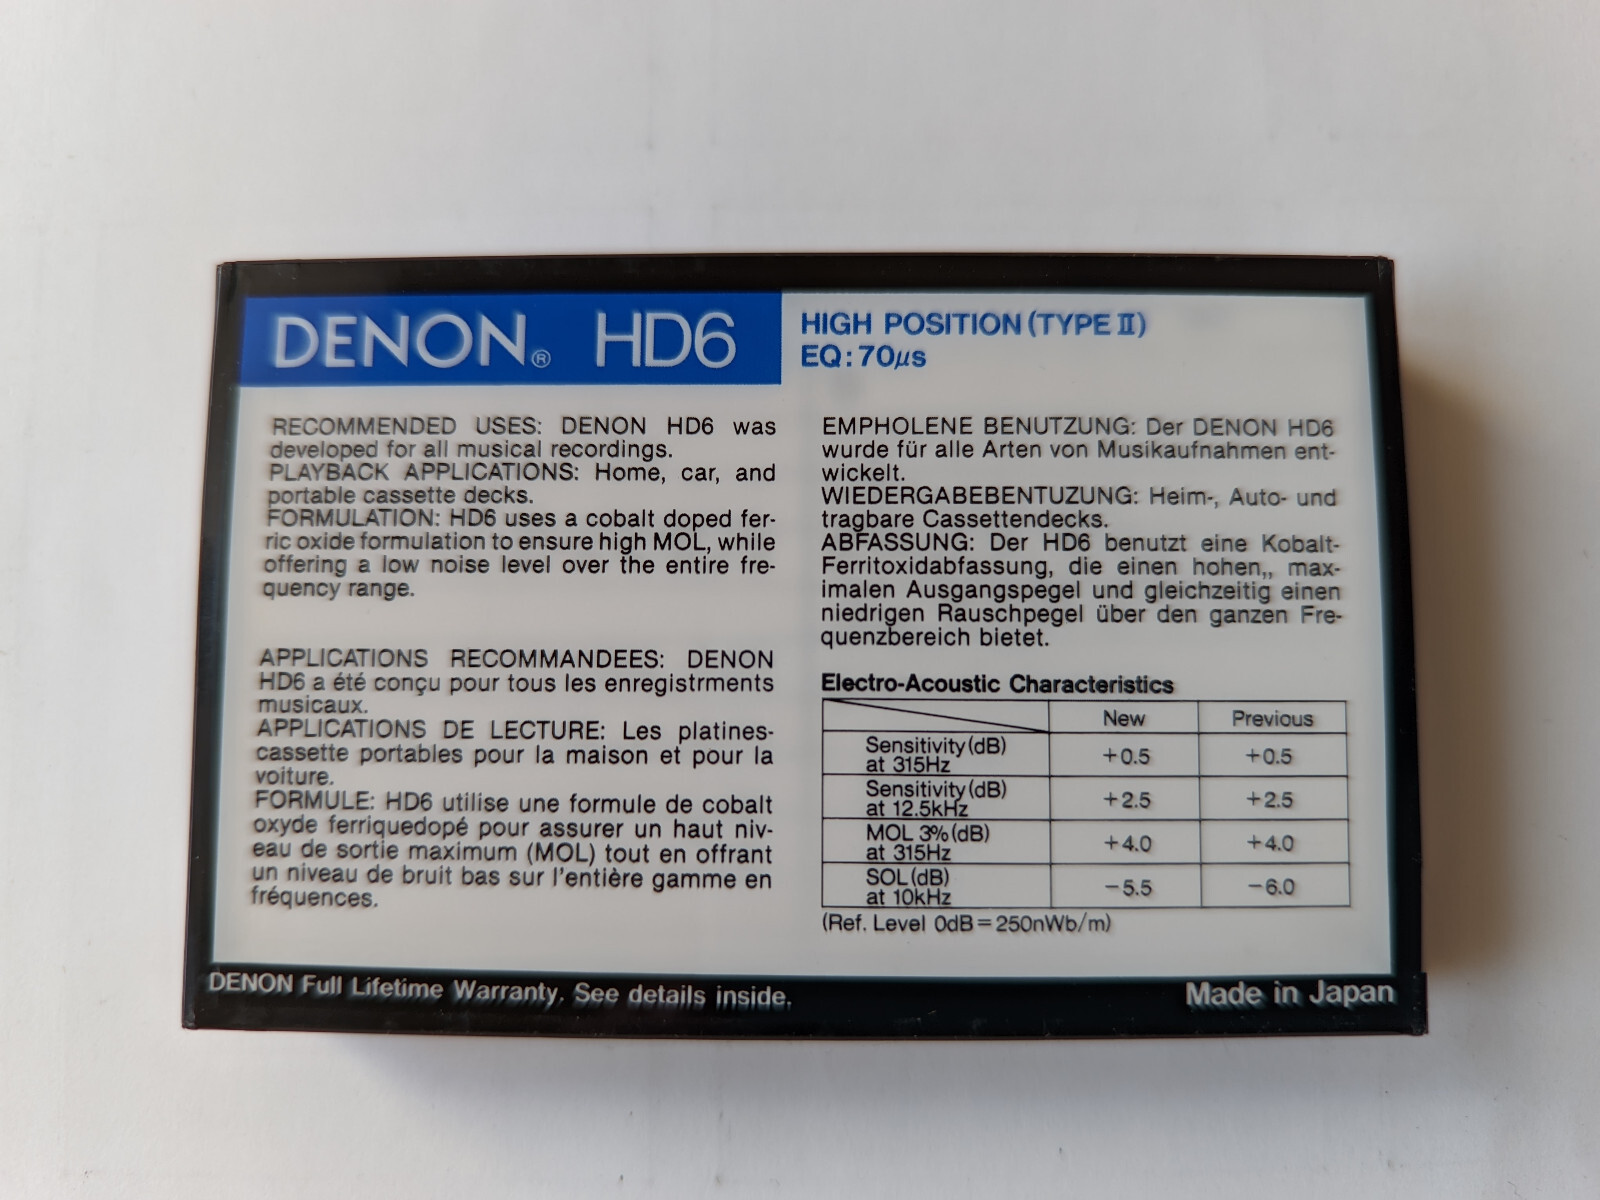 DENON® HD6
HIGH POSITION (TYPE II)
EQ: 70μs
RECOMMENDED USES: DENON HD6 was
developed for all musical recordings.
PLAYBACK APPLICATIONS: Home, car, and
portable cassette decks.
FORMULATION: HD6 uses a cobalt doped fer-
ric oxide formulation to ensure high MOL, while
offering a low noise level over the entire fre-
quency range.
APPLICATIONS RECOMMANDEES: DENON
HD6 a été conçu pour tous les enregistrments
musicaux.
APPLICATIONS DE LECTURE: Les platines-
cassette portables pour la maison et pour la
voiture.
FORMULE: HD6 utilise une formule de cobalt
oxyde ferriquedopé pour assurer un haut niv-
eau de sortie maximum (MOL) tout en offrant
un niveau de bruit bas sur l'entière gamme en
fréquences.
EMPHOLENE BENUTZUNG: Der DENON HD6
wurde für alle Arten von Musikaufnahmen ent-
wickelt.
WIEDERGABEBENTUZUNG: Heim-, Auto- und
tragbare Cassettendecks.
ABFASSUNG: Der HD6 benutzt eine Kobalt-
Ferritoxidabfassung, die einen hohen,, max-
imalen Ausgangspegel und gleichzeitig einen
niedrigen Rauschpegel über den ganzen Fre-
quenzbereich bietet.
Electro-Acoustic Characteristics
New Previous
Sensitivity (dB)
at 315Hz +0.5 +0.5
Sensitivity (dB)
at 12.5kHz +2.5 +2.5
MOL 3% (dB)
at 315Hz +4.0 +4.0
SOL (dB)
at 10kHz −5.5 −6.0
(Ref. Level 0dB=250nWb/m)
DENON Full Lifetime Warranty. See details inside.
Made in Japan